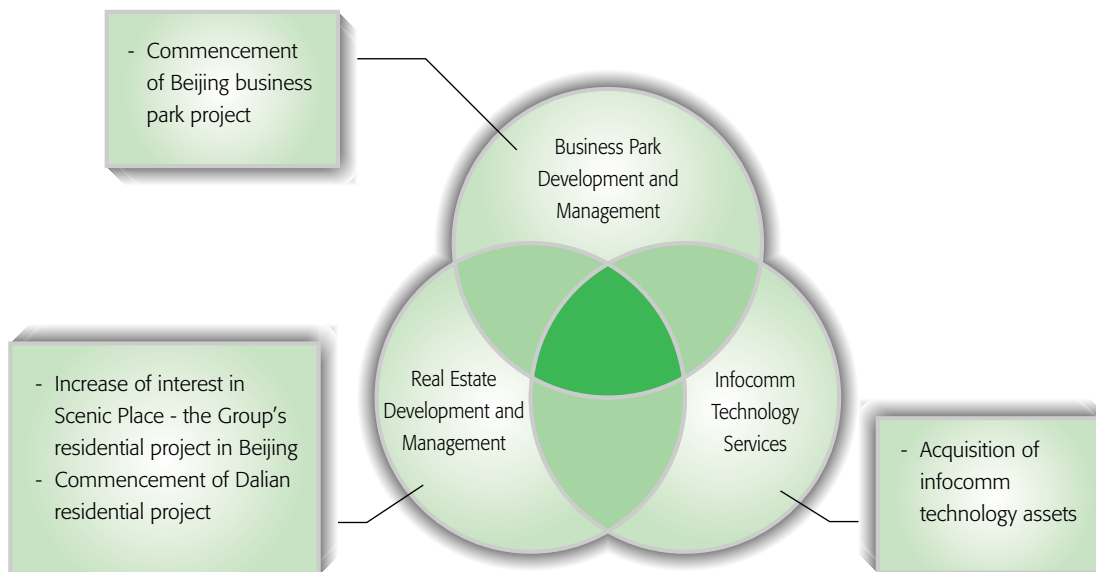 - Commencement
of Beijing business
park project
Business Park
Development and
Management
Real Estate
Development and
Management
Infocomm
Technology
Services
- Increase of interest in
Scenic Place - the Group's
residential project in Beijing
- Commencement of Dalian
residential project
- Acquisition of
infocomm
technology assets